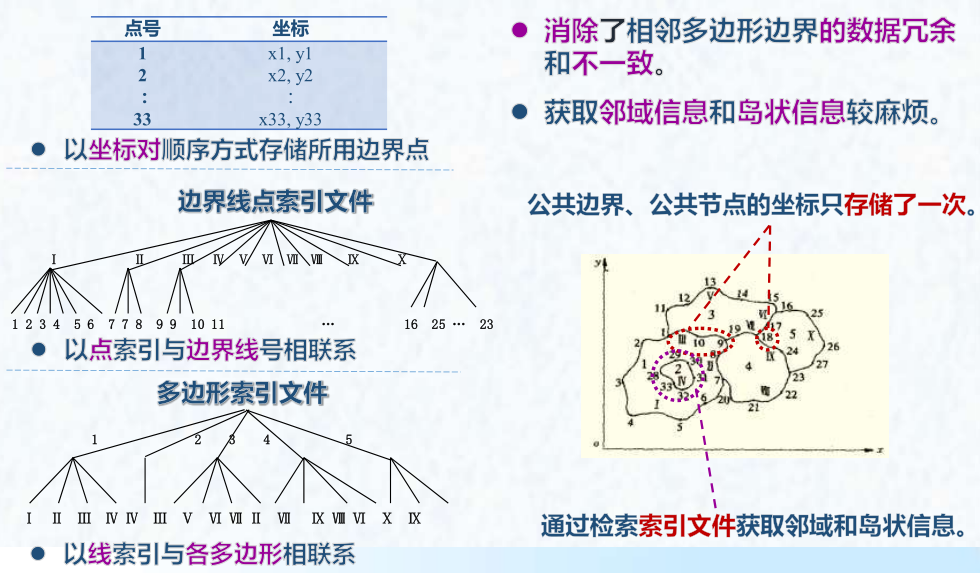 点号 坐标
1 x1, y1
2 x2, y2
: :
33 x33, y33
以坐标对顺序方式存储所用边界点
边界线点索引文件
Ⅰ Ⅱ Ⅲ Ⅳ Ⅴ Ⅵ Ⅶ Ⅷ Ⅸ Ⅹ
1 2 3 4 5 6 7 7 8 9 9 10 11 … 16 25 … 23
以点索引与边界线号相联系
多边形索引文件
1 2 3 4 5
Ⅰ Ⅱ Ⅲ Ⅳ Ⅳ Ⅲ Ⅴ Ⅵ Ⅶ Ⅱ Ⅶ Ⅸ Ⅷ Ⅵ Ⅹ Ⅸ
以线索引与各多边形相联系
消除了相邻多边形边界的数据冗余
和不一致。
获取邻域信息和岛状信息较麻烦。
公共边界、公共节点的坐标只存储了一次。
y
13
12 Ⅴ 14 15
11 3 Ⅵ 16 25
1 Ⅲ 10 9 19 Ⅶ 17 18 5 Ⅹ
2 26
1 2 Ⅱ 4 Ⅸ 24 27
3 Ⅳ 7 23
33 32 6 20 Ⅷ 22
Ⅰ 21
4 5
o x
通过检索索引文件获取邻域和岛状信息。